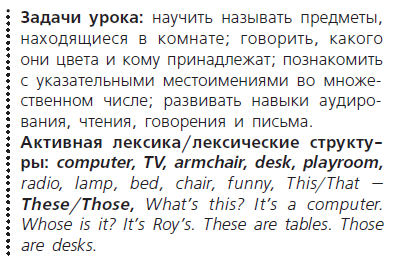 Задачи урока: научить называть предметы,
находящиеся в комнате; говорить, какого
они цвета и кому принадлежат; познакомить
с указательными местоимениями во множе-
ственном числе; развивать навыки аудиро-
вания, чтения, говорения и письма.
Активная лексика/лексические структу-
ры: computer, TV, armchair, desk, playroom,
radio, lamp, bed, chair, funny, This/That —
These/Those, What's this? It's a computer.
Whose is it? It's Roy's. These are tables. Those
are desks.